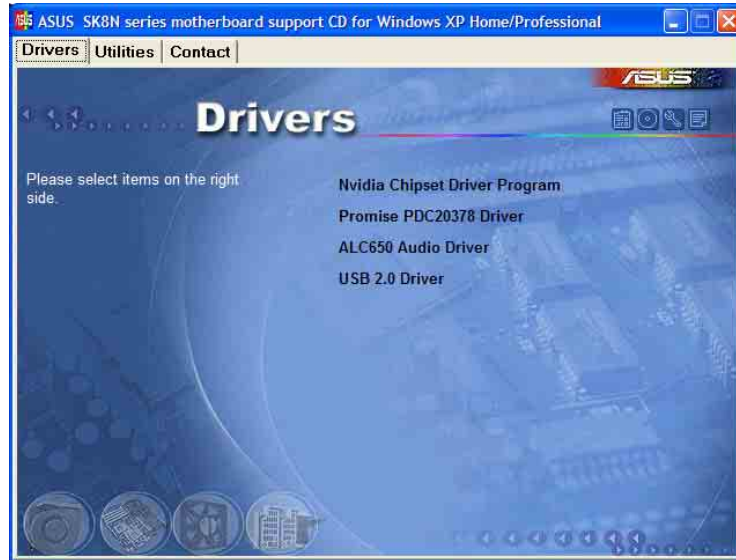 ASUS SK8N series motherboard support CD for Windows XP Home/Professional
Drivers Utilities Contact
ASUS
Drivers
Please select items on the right
side.
Nvidia Chipset Driver Program
Promise PDC20378 Driver
ALC650 Audio Driver
USB 2.0 Driver